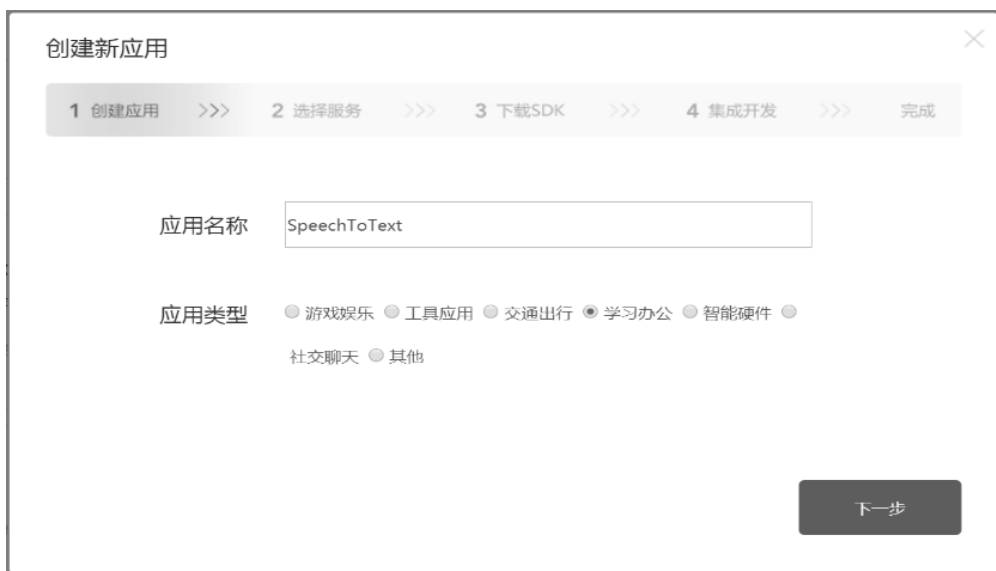 创建新应用
1 创建应用 >>> 2 选择服务 >>> 3 下载SDK >>> 4 集成开发 >>> 完成
应用名称 SpeechToText
应用类型 游戏娱乐 工具应用 交通出行 学习办公 智能硬件
社交聊天 其他
下一步